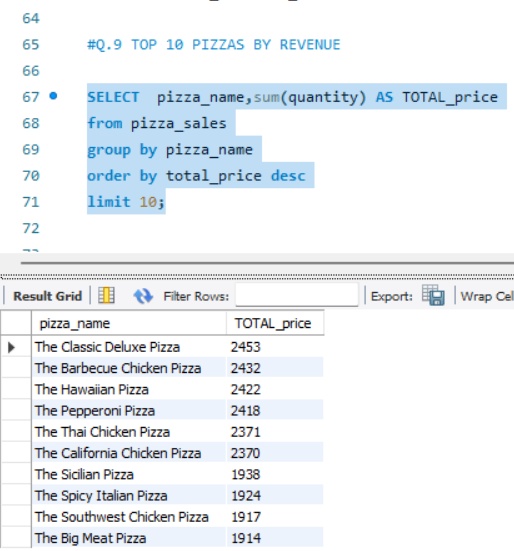 64
65 #Q.9 TOP 10 PIZZAS BY REVENUE
66
67 SELECT pizza_name,sum(quantity) AS TOTAL_price
68 from pizza_sales
69 group by pizza_name
70 order by total_price desc
71 limit 10;
72
Result Grid Filter Rows: Export: Wrap Cel
pizza_name TOTAL_price
The Classic Deluxe Pizza 2453
The Barbecue Chicken Pizza 2432
The Hawaiian Pizza 2422
The Pepperoni Pizza 2418
The Thai Chicken Pizza 2371
The California Chicken Pizza 2370
The Sicilian Pizza 1938
The Spicy Italian Pizza 1924
The Southwest Chicken Pizza 1917
The Big Meat Pizza 1914